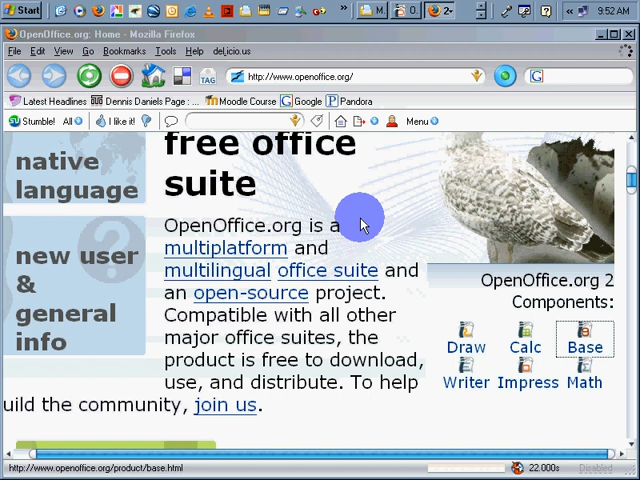 Start
M.
O.
2
9:52 AM
OpenOffice.org: Home - Mozilla Firefox
File Edit View Go Bookmarks Tools Help del.icio.us
TAG
http://www.openoffice.org/
G
Latest Headlines Dennis Daniels Page : ... Moodle Course Google Pandora
Stumble! All I like it! Menu
native
language
new user
&
general
info
free office
suite
OpenOffice.org is a
multiplatform and
multilingual office suite and
an open-source project.
Compatible with all other
major office suites, the
product is free to download,
use, and distribute. To help
uild the community, join us.
OpenOffice.org 2
Components:
Draw Calc Base
Writer Impress Math
http://www.openoffice.org/product/base.html
22.000s
Disabled